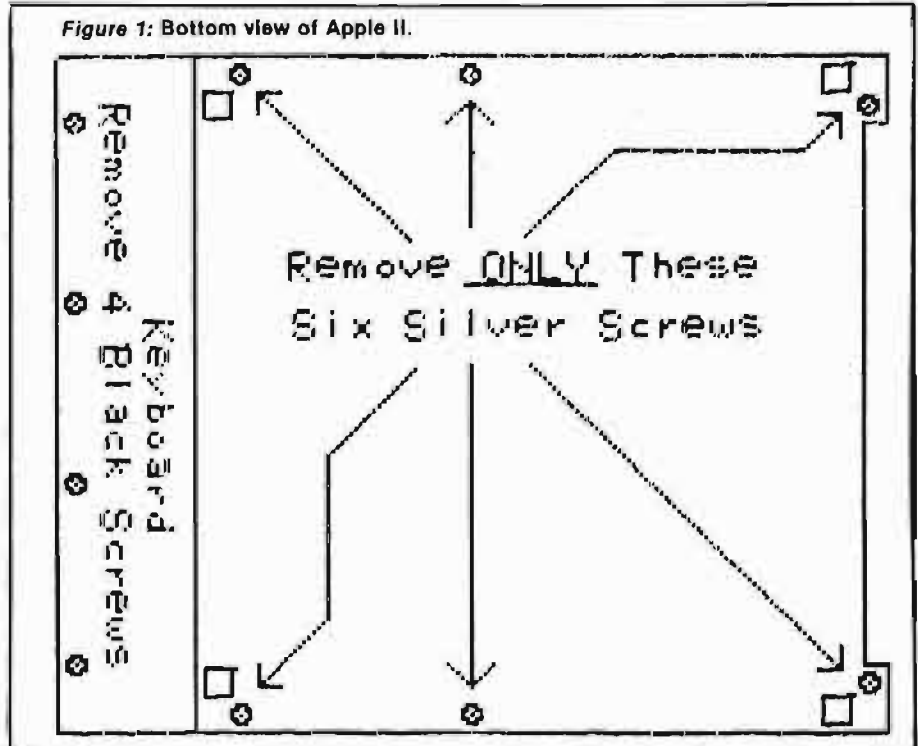 Figure 1: Bottom view of Apple II.
Remove 4 Black Screws
Keyboard
Remove ONLY These
Six Silver Screws